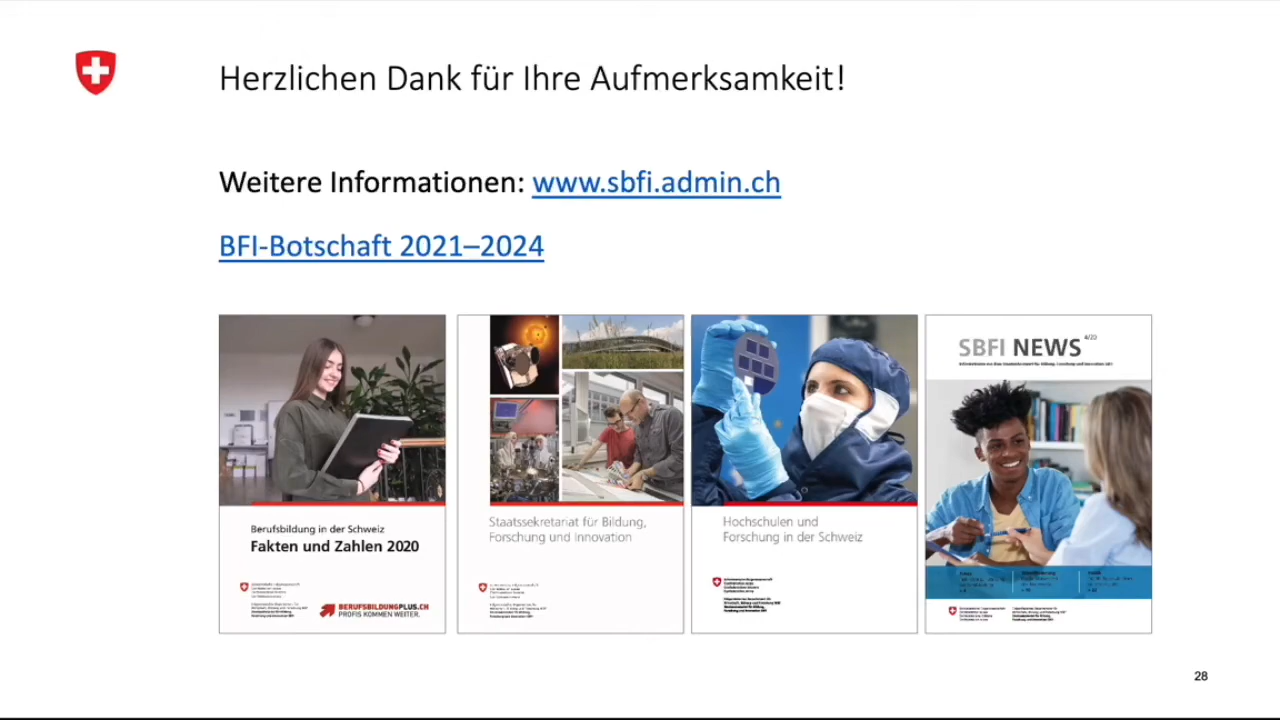 Herzlichen Dank für Ihre Aufmerksamkeit!
Weitere Informationen: www.sbfi.admin.ch
BFI-Botschaft 2021–2024
Berufsbildung in der Schweiz
Fakten und Zahlen 2020
BERUFSBILDUNGPLUS.CH
PROFIS KOMMEN WEITER.
Staatssekretariat für Bildung,
Forschung und Innovation
Hochschulen und
Forschung in der Schweiz
SBFI NEWS 4/20
28